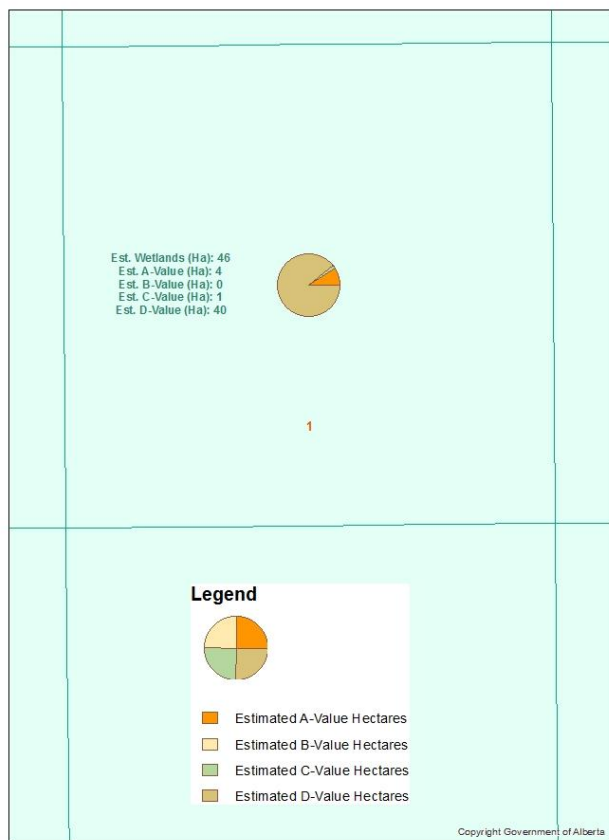 Est. Wetlands (Ha): 46
Est. A-Value (Ha): 4
Est. B-Value (Ha): 0
Est. C-Value (Ha): 1
Est. D-Value (Ha): 40
1
Legend
Estimated A-Value Hectares
Estimated B-Value Hectares
Estimated C-Value Hectares
Estimated D-Value Hectares
Copyright Government of Alberta